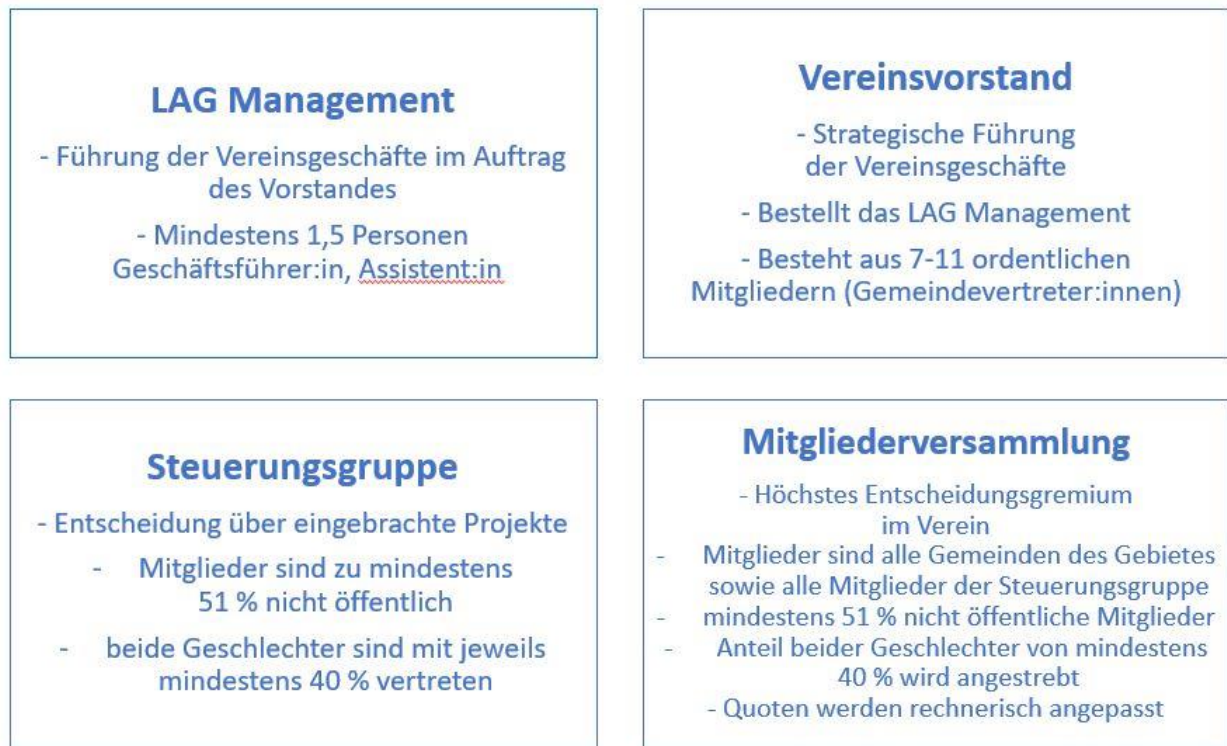 LAG Management
- Führung der Vereinsgeschäfte im Auftrag
des Vorstandes
- Mindestens 1,5 Personen
Geschäftsführer:in, Assistent:in
Vereinsvorstand
- Strategische Führung
der Vereinsgeschäfte
- Bestellt das LAG Management
- Besteht aus 7-11 ordentlichen
Mitgliedern (Gemeindevertreter:innen)
Steuerungsgruppe
- Entscheidung über eingebrachte Projekte
- Mitglieder sind zu mindestens
51 % nicht öffentlich
- beide Geschlechter sind mit jeweils
mindestens 40 % vertreten
Mitgliederversammlung
- Höchstes Entscheidungsgremium
im Verein
- Mitglieder sind alle Gemeinden des Gebietes
sowie alle Mitglieder der Steuerungsgruppe
- mindestens 51 % nicht öffentliche Mitglieder
- Anteil beider Geschlechter von mindestens
40 % wird angestrebt
- Quoten werden rechnerisch angepasst